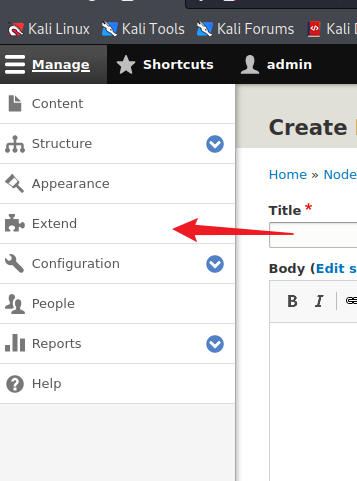 Kali Linux Kali Tools Kali Forums Kali
Manage Shortcuts admin
Content
Structure
Appearance
Extend
Configuration
People
Reports
Help
Create
Home » Node
Title *
Body (Edit s
B I